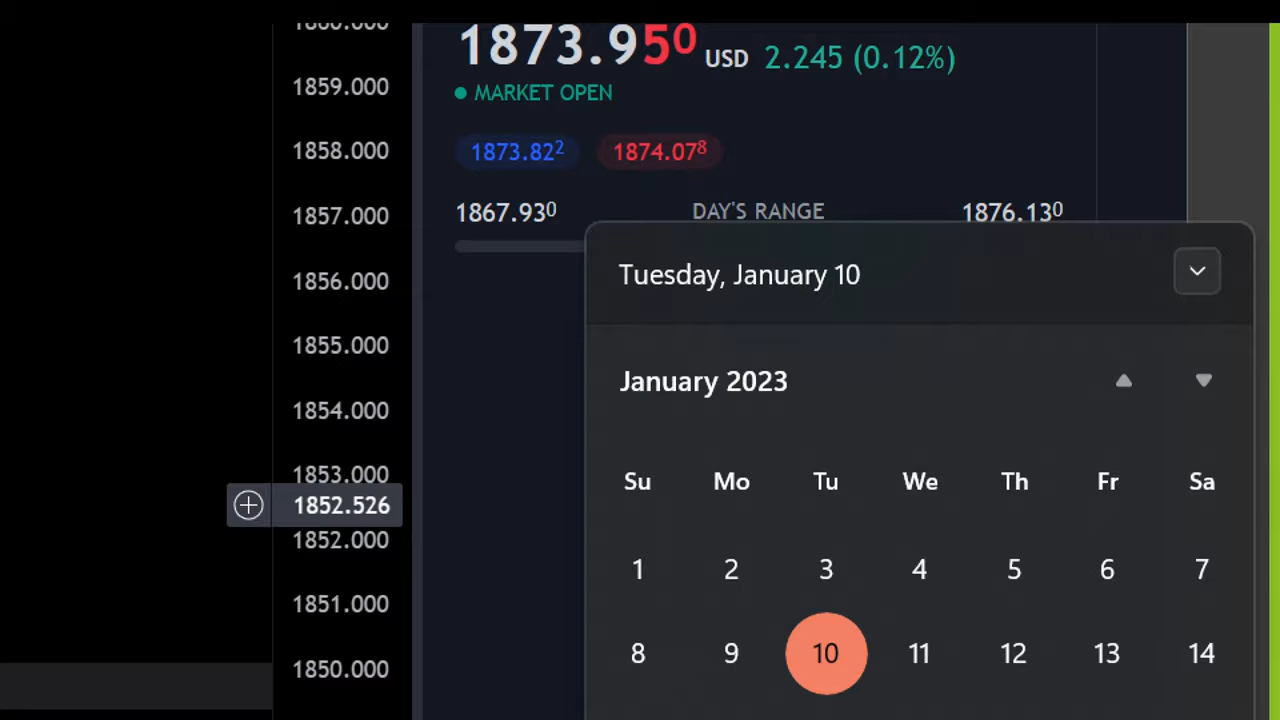 1860.000
1859.000
1858.000
1857.000
1856.000
1855.000
1854.000
1853.000
1852.526
1852.000
1851.000
1850.000
1873.950 USD 2.245 (0.12%)
MARKET OPEN
1873.822 1874.078
1867.930 DAY'S RANGE 1876.130
Tuesday, January 10
January 2023
Su Mo Tu We Th Fr Sa
1 2 3 4 5 6 7
8 9 10 11 12 13 14